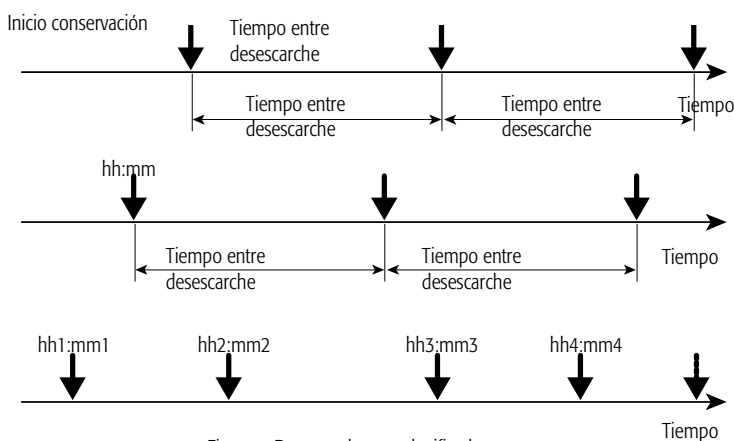 Inicio conservación
Tiempo entre
desescarche
Tiempo entre
desescarche
Tiempo entre
desescarche
Tiempo
hh:mm
Tiempo entre
desescarche
Tiempo entre
desescarche
Tiempo
hh1:mm1
hh2:mm2
hh3:mm3
hh4:mm4
Tiempo